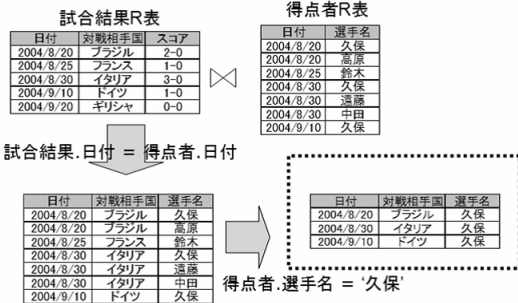 試合結果R表
日付 対戦相手国 スコア
2004/8/20 ブラジル 2-0
2004/8/25 フランス 1-0
2004/8/30 イタリア 3-0
2004/9/10 ドイツ 1-0
2004/9/20 ギリシャ 0-0
得点者R表
日付 選手名
2004/8/20 久保
2004/8/20 高原
2004/8/25 鈴木
2004/8/30 久保
2004/8/30 遠藤
2004/8/30 中田
2004/9/10 久保
試合結果.日付 = 得点者.日付
日付 対戦相手国 選手名
2004/8/20 ブラジル 久保
2004/8/20 ブラジル 高原
2004/8/25 フランス 鈴木
2004/8/30 イタリア 久保
2004/8/30 イタリア 遠藤
2004/8/30 イタリア 中田
2004/9/10 ドイツ 久保
日付 対戦相手国 選手名
2004/8/20 ブラジル 久保
2004/8/30 イタリア 久保
2004/9/10 ドイツ 久保
得点者.選手名 = '久保'